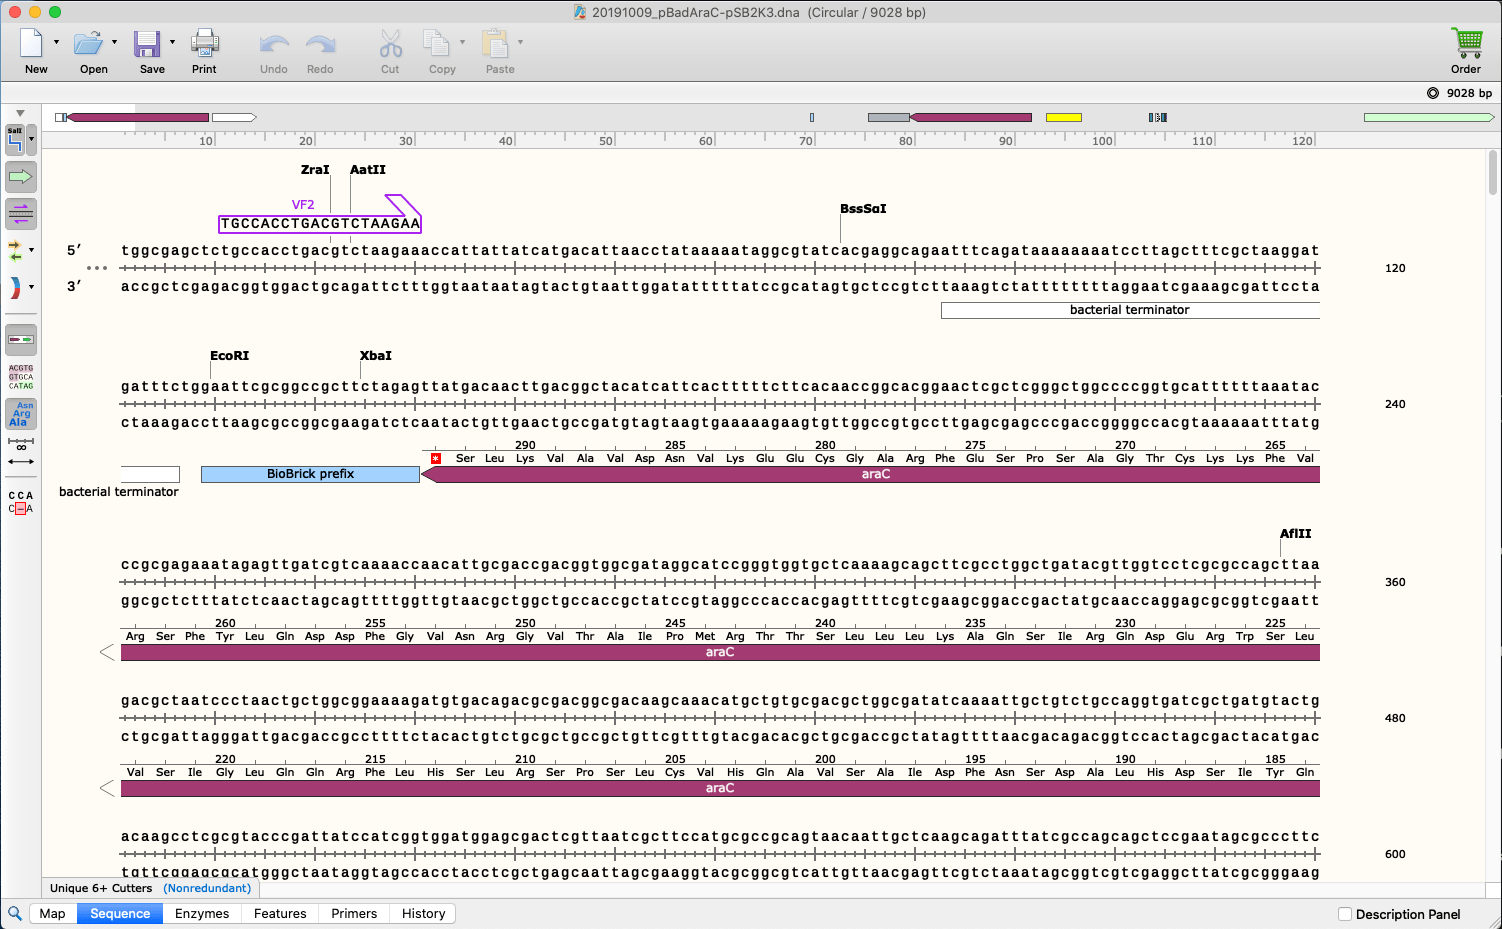 20191009_pBadAraC-pSB2K3.dna (Circular / 9028 bp)
New Open Save Print Undo Redo Cut Copy Paste Order
9028 bp
SalI
10 20 30 40 50 60 70 80 90 100 110 120
ZraI AatII
VF2
BssSαI
TGCCACCTGACGTCTAAGAA
5′ tggcgagctctgccacctgacgtctaagaaaccattattatcatgacattaacctataaaaataggcgtatcacgaggcagaatttcagataaaaaaaatccttagctttcgctaaggat
120
3′ accgctcgagacggtggactgcagattctttggtaataatagtactgtaattggatatttttatccgcatagtgctccgtcttaaagtctattttttttaggaatcgaaagcgattccta
bacterial terminator
EcoRI XbaI
gatttctggaattcgcggccgcttctagagttatgacaacttgacggctacatcattcactttttcttcacaaccggcacggaactcgctcgggctggccccggtgcattttttaaatac
240
ctaaagaccttaagcgccggcgaagatctcaatactgttgaactgccgatgtagtaagtgaaaaagaagtgttggccgtgccttgagcgagcccgaccggggccacgtaaaaaatttatg
290 285 280 275 270 265
* Ser Leu Lys Val Ala Val Asp Asn Val Lys Glu Glu Cys Gly Ala Arg Phe Glu Ser Pro Ser Ala Gly Thr Cys Lys Lys Phe Val
BioBrick prefix araC
bacterial terminator
AflII
ccgcgagaaatagagttgatcgtcaaaaccaacattgcgaccgacggtggcgataggcatccgggtggtgctcaaaagcagcttcgcctggctgatacgttggtcctcgcgccagcttaa
360
ggcgctctttatctcaactagcagttttggttgtaacgctggctgccaccgctatccgtaggcccaccacgagttttcgtcgaagcggaccgactatgcaaccaggagcgcggtcgaatt
260 255 250 245 240 235 230 225
Arg Ser Phe Tyr Leu Gln Asp Asp Phe Gly Val Asn Arg Gly Val Thr Ala Ile Pro Met Arg Thr Thr Ser Leu Leu Leu Lys Ala Gln Ser Ile Arg Gln Asp Glu Arg Trp Ser Leu
araC
gacgctaatccctaactgctggcggaaaagatgtgacagacgcgacggcgacaagcaaacatgctgtgcgacgctggcgatatcaaaattgctgtctgccaggtgatcgctgatgtactg
480
ctgcgattagggattgacgaccgccttttctacactgtctgcgctgccgctgttcgtttgtacgacacgctgcgaccgctatagttttaacgacagacggtccactagcgactacatgac
220 215 210 205 200 195 190 185
Val Ser Ile Gly Leu Gln Gln Arg Phe Leu His Ser Leu Arg Ser Pro Ser Leu Cys Val His Gln Ala Val Ser Ala Ile Asp Phe Asn Ser Asp Ala Leu His Asp Ser Ile Tyr Gln
araC
acaagcctcgcgtacccgattatccatcggtggatggagcgactcgttaatcgcttccatgcgccgcagtaacaattgctcaagcagatttatcgccagcagctccgaatagcgcccttc
600
tgttcggagcgcatgggctaataggtagccacctacctcgctgagcaattagcgaaggtacgcggcgtcattgttaacgagttcgtctaaatagcggtcgtcgaggcttatcgcgggaag
ACGTG
GTGCA
CATAG
Asn
Arg
Ala
∞
CCA
C–A
Unique 6+ Cutters (Nonredundant)
Map Sequence Enzymes Features Primers History Description Panel